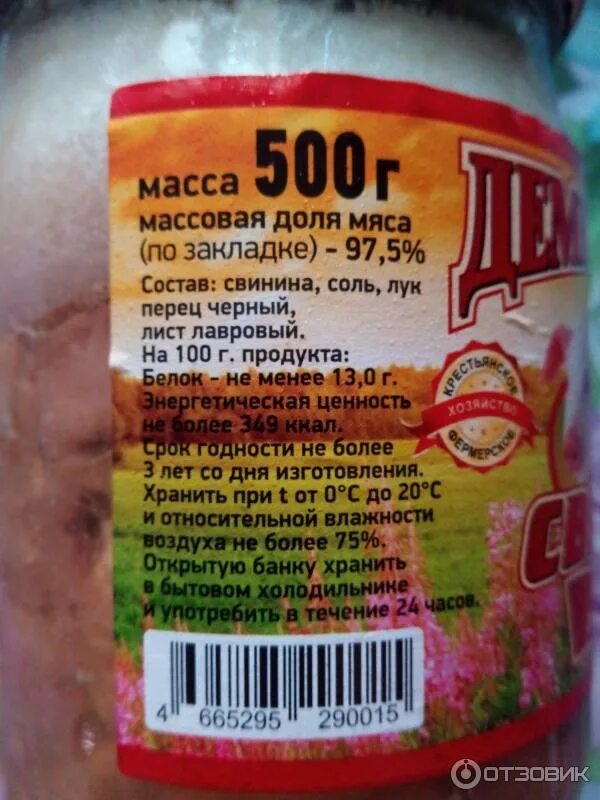 масса 500 г
массовая доля мяса
(по закладке) – 97,5%
Состав: свинина, соль, лук
перец черный,
лист лавровый.
На 100 г. продукта:
Белок - не менее 13,0 г.
Энергетическая ценность
не более 349 ккал.
Срок годности не более
3 лет со дня изготовления.
Хранить при t от 0°С до 20°С
и относительной влажности
воздуха не более 75%.
Открытую банку хранить
в бытовом холодильнике
и употребить в течение 24 часов.
4 665295 290015
КРЕСТЬЯНСКОЕ
ХОЗЯЙСТВО
ФЕРМЕРСКОЕ
ОТЗОВИК